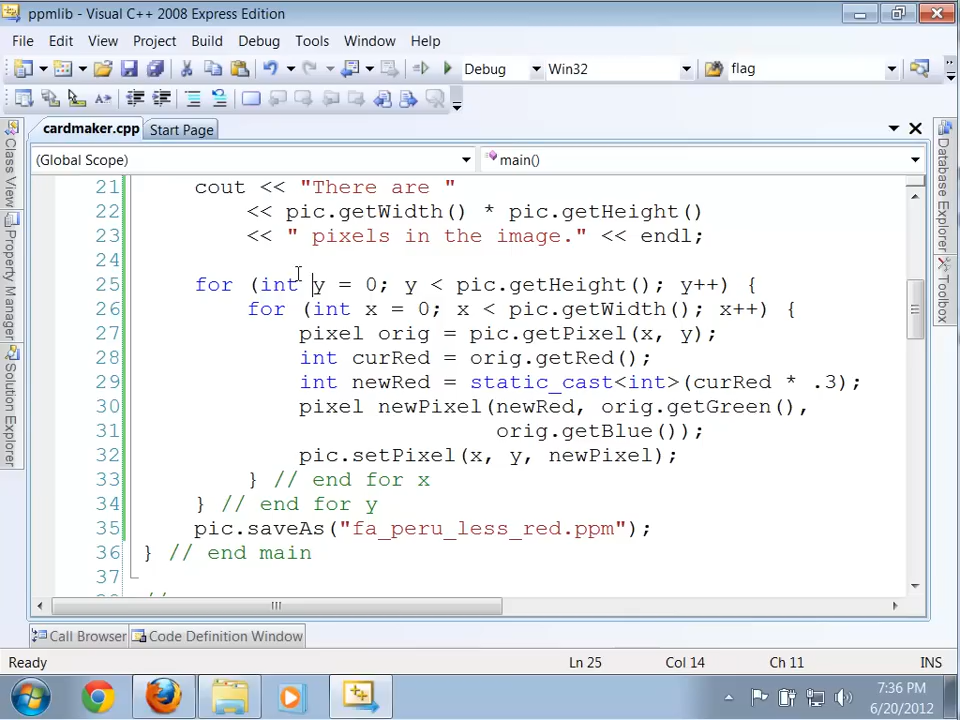 ppmlib - Visual C++ 2008 Express Edition
File Edit View Project Build Debug Tools Window Help
Debug Win32 flag
cardmaker.cpp Start Page
(Global Scope) main()
21 cout << "There are "
22 << pic.getWidth() * pic.getHeight()
23 << " pixels in the image." << endl;
24
25 for (int y = 0; y < pic.getHeight(); y++) {
26 for (int x = 0; x < pic.getWidth(); x++) {
27 pixel orig = pic.getPixel(x, y);
28 int curRed = orig.getRed();
29 int newRed = static_cast<int>(curRed * .3);
30 pixel newPixel(newRed, orig.getGreen(),
31 orig.getBlue());
32 pic.setPixel(x, y, newPixel);
33 } // end for x
34 } // end for y
35 pic.saveAs("fa_peru_less_red.ppm");
36 } // end main
37
Class View
Property Manager
Solution Explorer
Database Explorer
Toolbox
Call Browser Code Definition Window
Ready Ln 25 Col 14 Ch 11 INS
7:36 PM
6/20/2012